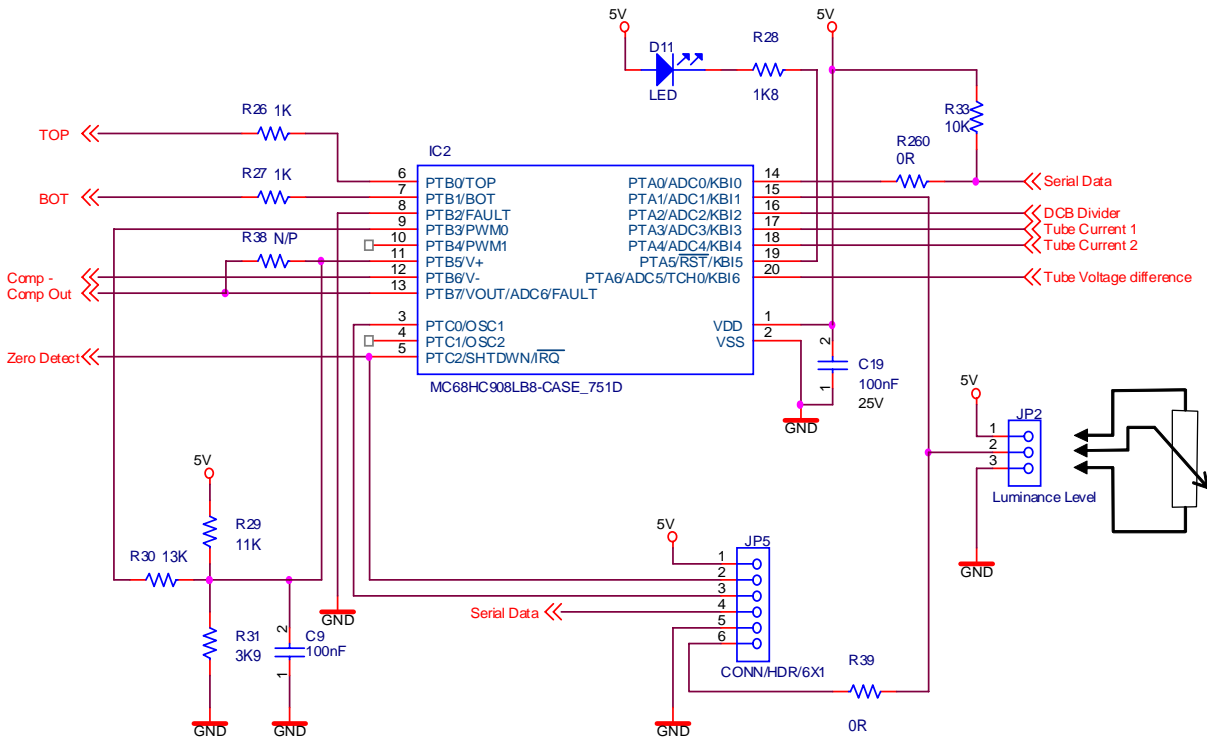 5V
5V
D11
LED
R28
1K8
R33
10K
R260
0R
R26 1K
TOP
R27 1K
BOT
IC2
6 PTB0/TOP
7 PTB1/BOT
8 PTB2/FAULT
9 PTB3/PWM0
10 PTB4/PWM1
11 PTB5/V+
12 PTB6/V-
13 PTB7/VOUT/ADC6/FAULT
3 PTC0/OSC1
4 PTC1/OSC2
5 PTC2/SHTDWN/IRQ
PTA0/ADC0/KBI0 14
PTA1/ADC1/KBI1 15
PTA2/ADC2/KBI2 16
PTA3/ADC3/KBI3 17
PTA4/ADC4/KBI4 18
PTA5/RST/KBI5 19
PTA6/ADC5/TCH0/KBI6 20
VDD 1
VSS 2
MC68HC908LB8-CASE_751D
R38 N/P
Comp -
Comp Out
Zero Detect
Serial Data
DCB Divider
Tube Current 1
Tube Current 2
Tube Voltage difference
2
1
C19
100nF
25V
GND
5V
JP2
1
2
3
Luminance Level
GND
5V
R29
11K
R30 13K
R31
3K9
2
C9
100nF
1
GND
GND
GND
5V
JP5
1
2
3
4
5
6
Serial Data
CONN/HDR/6X1
GND
R39
0R